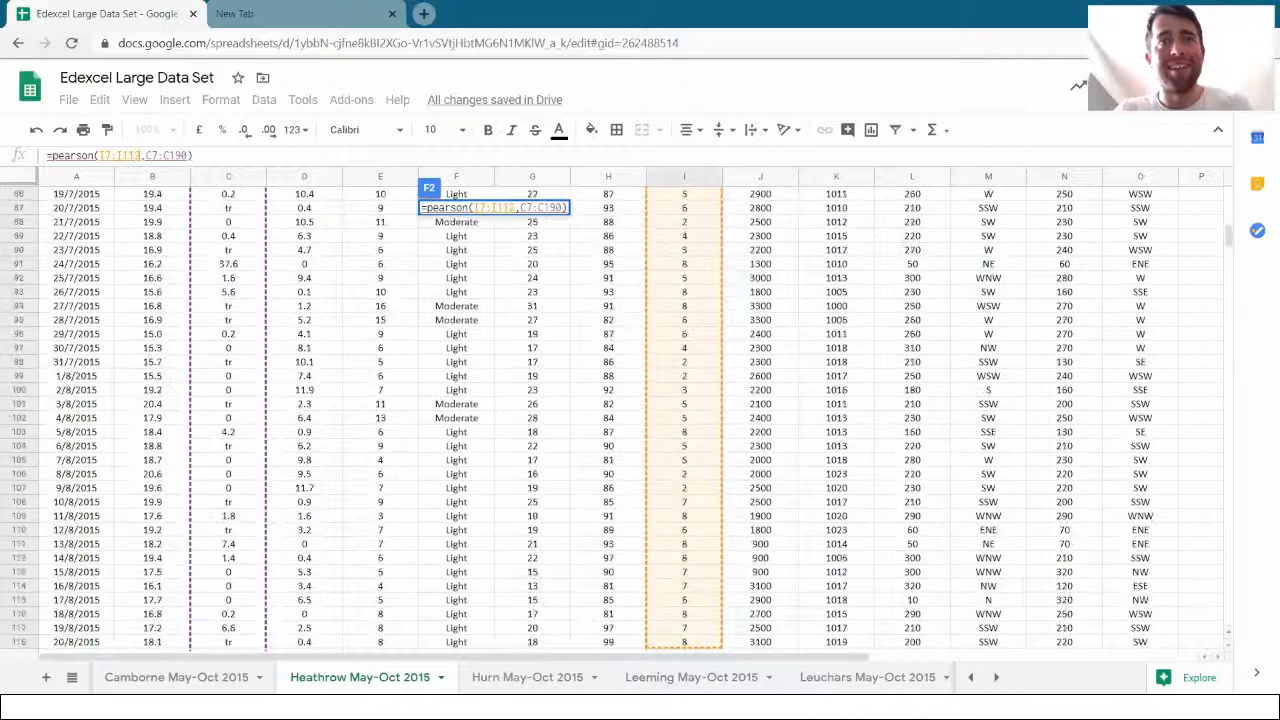 Edexcel Large Data Set - Google
New Tab
docs.google.com/spreadsheets/d/1ybbN-cjfne8kBI2XGo-Vr1vSVtjHbtMG6N1MKlW_a_k/edit#gid=262488514
Edexcel Large Data Set
File Edit View Insert Format Data Tools Add-ons Help All changes saved in Drive
100% £ % .0 .00 123 Calibri 10 B I S A
=pearson(I7:I112,C7:C190)
A B C D E F G H I J K L M N O P
F2
19/7/2015 19.4 0.2 10.4 10 Light 27 87 5 2900 1011 260 W 250 WSW
87 20/7/2015 19.4 tr 0.4 9 =pearson(I7:I112,C7:C190) 93 6 2800 1010 210 SSW 210 SSW
21/7/2015 19.9 0 10.5 11 Moderate 25 88 2 2500 1012 230 SW 220 SW
22/7/2015 18.8 0.4 6.3 9 Light 23 86 4 3000 1015 230 SW 220 SW
23/7/2015 16.6 tr 4.7 6 Light 25 88 5 2200 1017 270 W 240 WSW
24/7/2015 16.2 37.6 0 6 Light 20 95 8 1300 1010 50 NE 60 ENE
25/7/2015 15.6 1.6 9.4 9 Light 24 91 5 3000 1013 300 WNW 280 W
26/7/2015 15.6 5.6 0.1 10 Light 23 93 8 1800 1005 230 SW 160 SSE
27/7/2015 16.8 tr 1.2 16 Moderate 31 91 8 3300 1000 250 WSW 270 W
28/7/2015 16.9 tr 5.2 15 Moderate 27 82 6 3300 1006 260 W 270 W
29/7/2015 15.0 0.2 4.1 9 Light 19 87 6 2400 1011 260 W 270 W
30/7/2015 15.3 0 8.1 6 Light 17 84 4 2300 1018 310 NW 270 W
31/7/2015 15.7 tr 10.1 5 Light 17 86 2 2300 1018 210 SSW 130 SE
1/8/2015 15.5 0 7.4 6 Light 19 88 2 2600 1017 250 WSW 240 WSW
100 2/8/2015 19.2 0 11.9 7 Light 23 92 3 2200 1016 180 S 160 SSE
101 3/8/2015 20.4 tr 2.3 11 Moderate 26 82 5 2100 1011 210 SSW 200 SSW
102 4/8/2015 17.9 0 6.4 13 Moderate 28 84 5 2400 1013 230 SW 250 WSW
103 5/8/2015 18.4 4.2 0.9 6 Light 18 87 8 2200 1013 160 SSE 130 SE
6/8/2015 18.8 tr 6.2 9 Light 22 90 5 2300 1013 230 SW 220 SSW
7/8/2015 18.7 0 9.8 4 Light 17 81 5 2000 1018 280 W 230 SW
106 8/8/2015 20.6 0 9.5 6 Light 16 90 2 2000 1023 220 SW 220 SW
107 9/8/2015 19.6 0 11.7 7 Light 19 86 2 2500 1020 230 SW 220 SW
108 10/8/2015 19.9 tr 0.9 9 Light 25 85 7 2500 1017 210 SSW 200 SSW
109 11/8/2015 17.6 1.8 1.6 3 Light 10 91 8 1900 1020 290 WNW 290 WNW
12/8/2015 19.2 tr 3.2 7 Light 19 89 6 1800 1023 60 ENE 70 ENE
13/8/2015 18.3 7.4 0 7 Light 21 93 8 900 1014 50 NE 70 ENE
14/8/2015 19.4 1.4 0.4 6 Light 22 97 8 900 1006 300 WNW 210 SSW
15/8/2015 17.5 0 5.3 5 Light 15 90 7 2200 1012 300 WNW 320 NW
16/8/2015 16.1 0 3.4 4 Light 13 81 7 3100 1017 320 NW 120 ESE
17/8/2015 17.7 0 6.5 5 Light 15 85 6 2900 1018 10 N 320 NW
18/8/2015 16.8 0.2 0 6 Light 17 81 8 2700 1015 290 WNW 250 WSW
19/8/2015 17.2 6.6 2.5 8 Light 20 97 7 2500 1017 210 SSW 210 SSW
20/8/2015 18.1 tr 0.4 8 Light 18 99 8 3100 1019 200 SSW 220 SW
Camborne May-Oct 2015 Heathrow May-Oct 2015 Hurn May-Oct 2015 Leeming May-Oct 2015 Leuchars May-Oct 2015 Explore